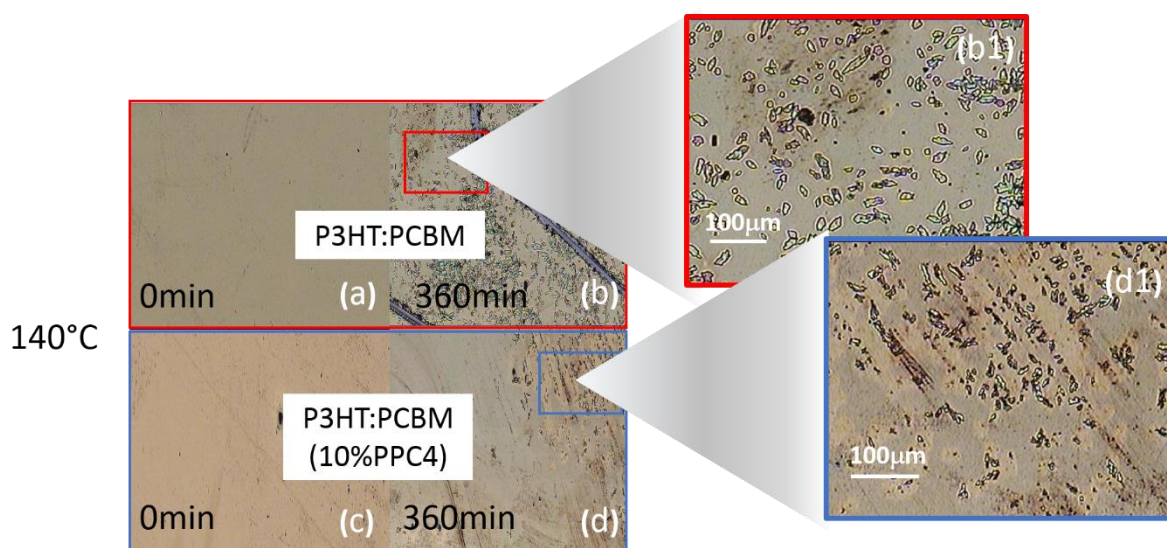 140°C
P3HT:PCBM
0min
(a)
360min
(b)
P3HT:PCBM
(10%PPC4)
0min
(c)
360min
(d)
(b1)
100μm
(d1)
100μm